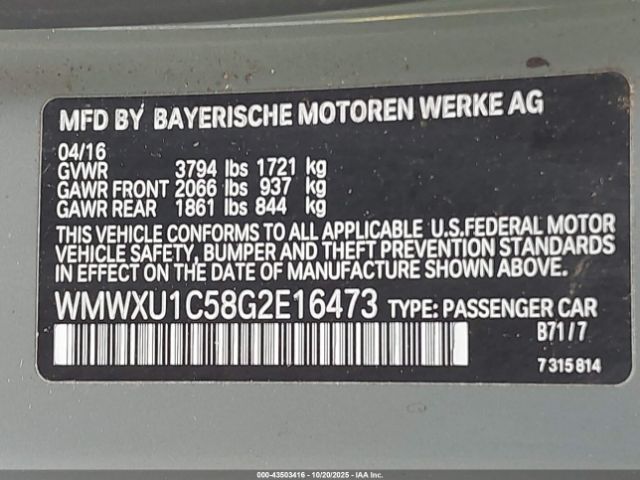 MFD BY BAYERISCHE MOTOREN WERKE AG
04/16
GVWR 3794 lbs 1721 kg
GAWR FRONT 2066 lbs 937 kg
GAWR REAR 1861 lbs 844 kg
THIS VEHICLE CONFORMS TO ALL APPLICABLE U.S.FEDERAL MOTOR
VEHICLE SAFETY, BUMPER AND THEFT PREVENTION STANDARDS
IN EFFECT ON THE DATE OF MANUFACTURE SHOWN ABOVE.
WMWXU1C58G2E16473 TYPE: PASSENGER CAR
B71/7
7315814
000-43503416 - 10/20/2025 - Copyright: © IAA, Inc.